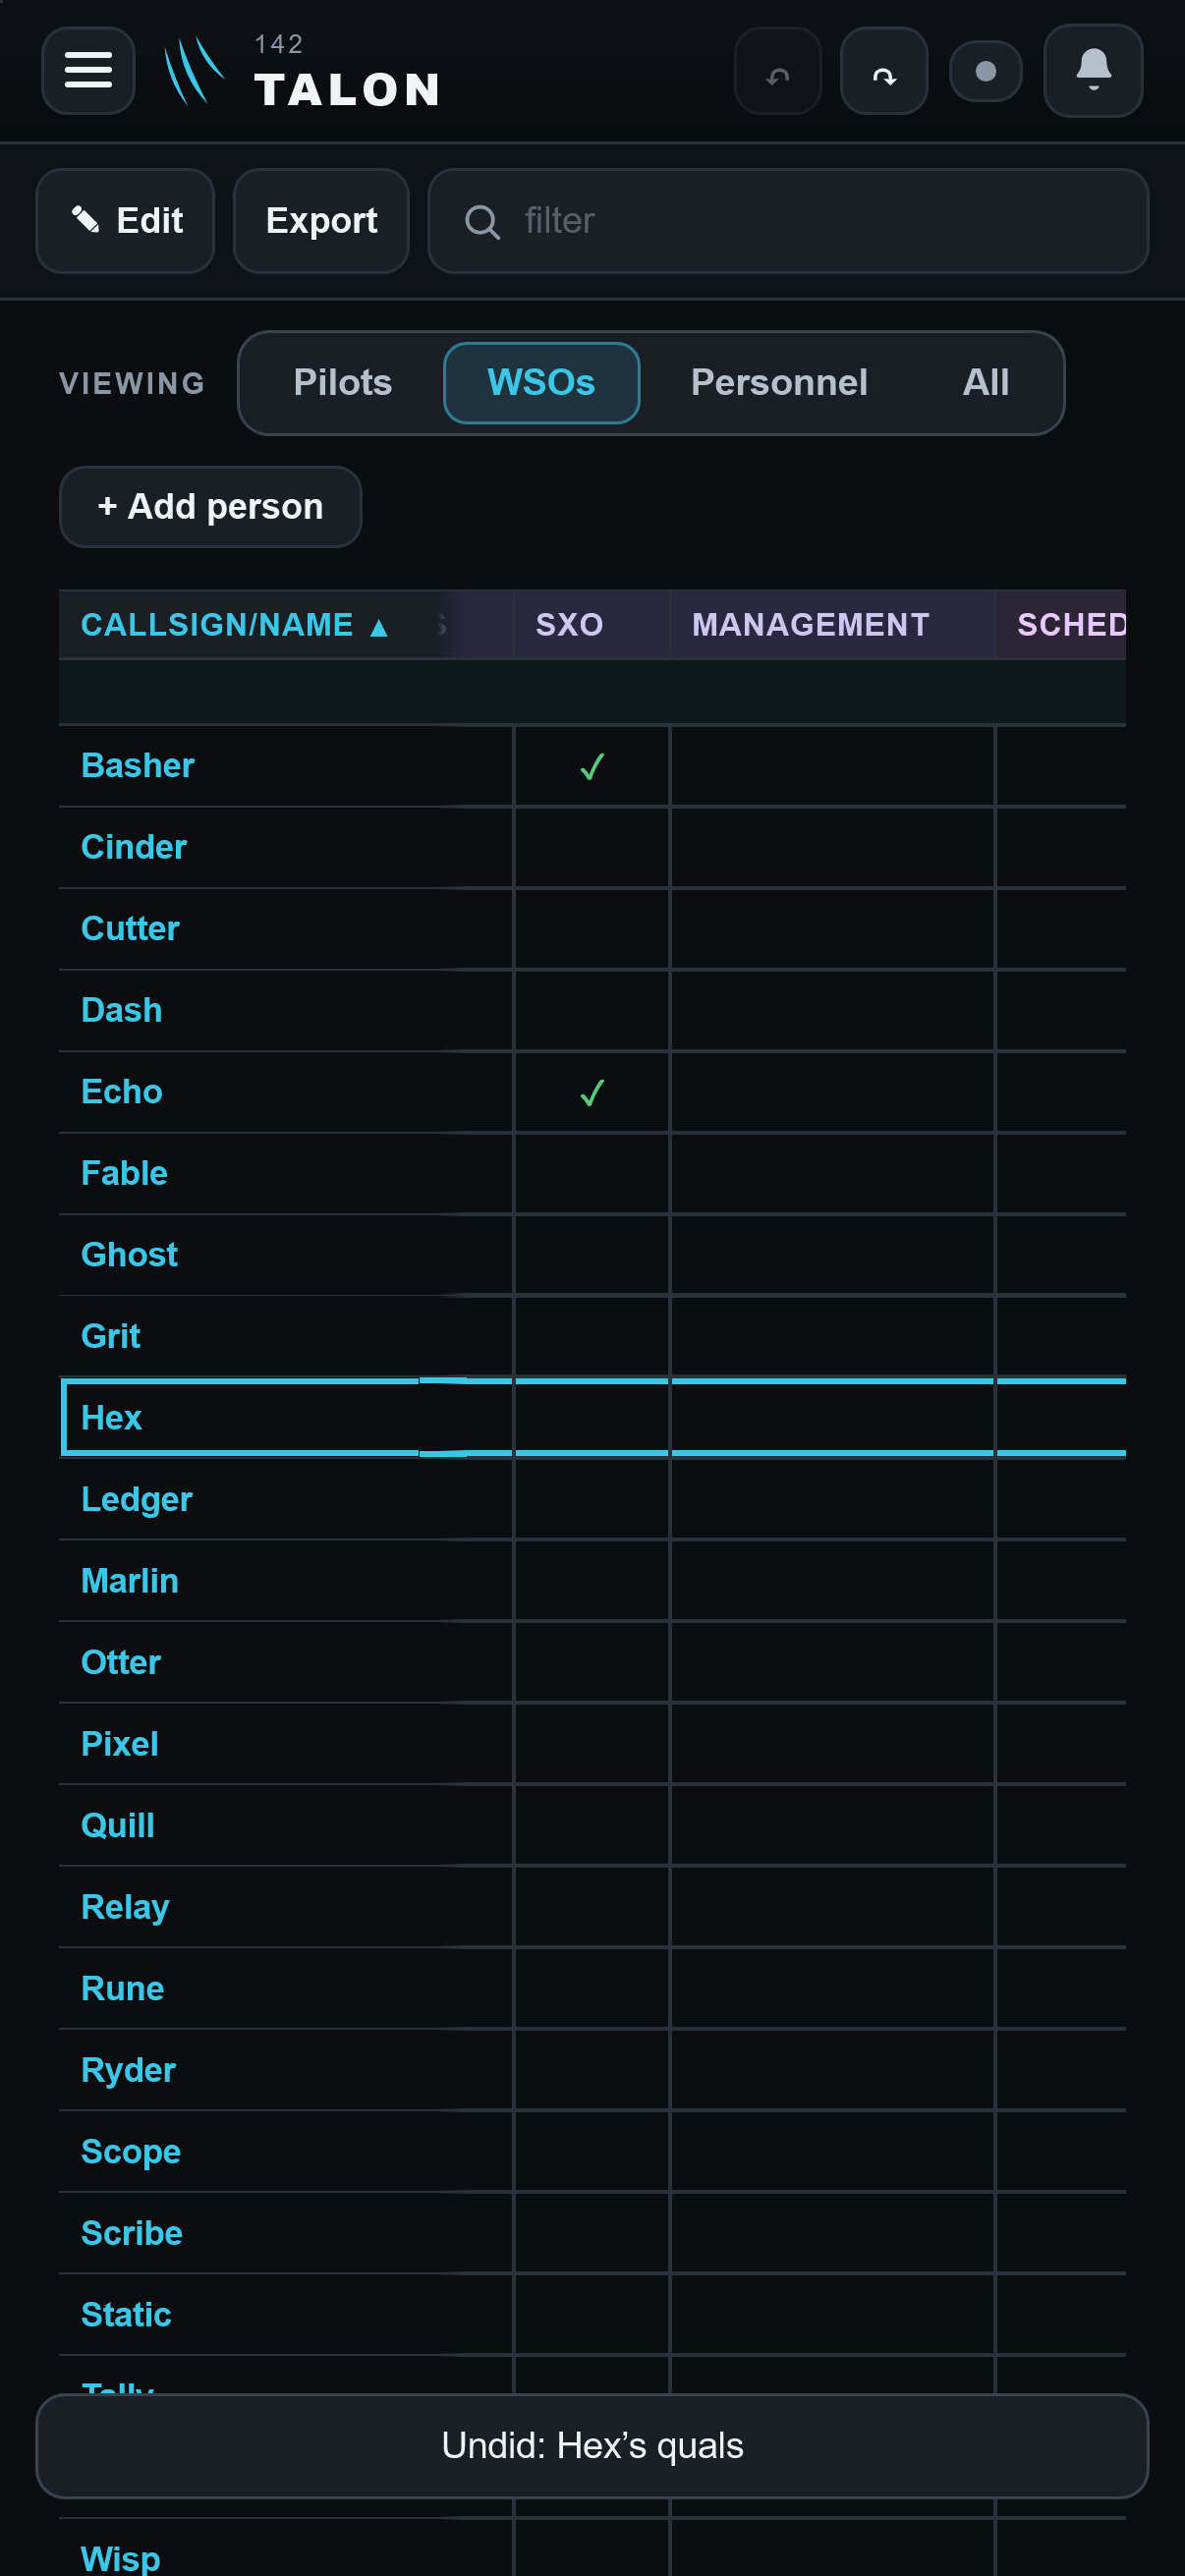 142
TALON
Edit
Export
filter
VIEWING
Pilots
WSOs
Personnel
All
+ Add person
CALLSIGN/NAME ▲
SXO
MANAGEMENT
SCHED
Basher
✓
Cinder
Cutter
Dash
Echo
✓
Fable
Ghost
Grit
Hex
Ledger
Marlin
Otter
Pixel
Quill
Relay
Rune
Ryder
Scope
Scribe
Static
Undid: Hex’s quals
Wisp